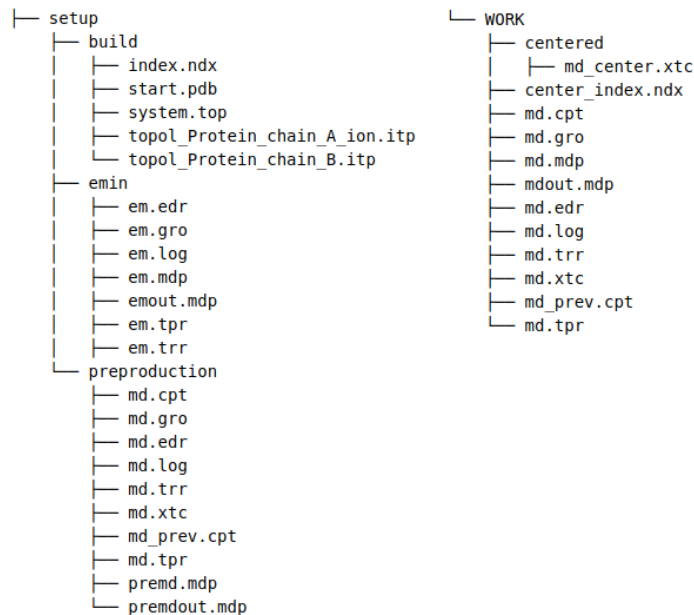 setup
build
index.ndx
start.pdb
system.top
topol_Protein_chain_A_ion.itp
topol_Protein_chain_B.itp
emin
em.edr
em.gro
em.log
em.mdp
emout.mdp
em.tpr
em.trr
preproduction
md.cpt
md.gro
md.edr
md.log
md.trr
md.xtc
md_prev.cpt
md.tpr
premd.mdp
premdout.mdp
WORK
centered
md_center.xtc
center_index.ndx
md.cpt
md.gro
md.mdp
mdout.mdp
md.edr
md.log
md.trr
md.xtc
md_prev.cpt
md.tpr